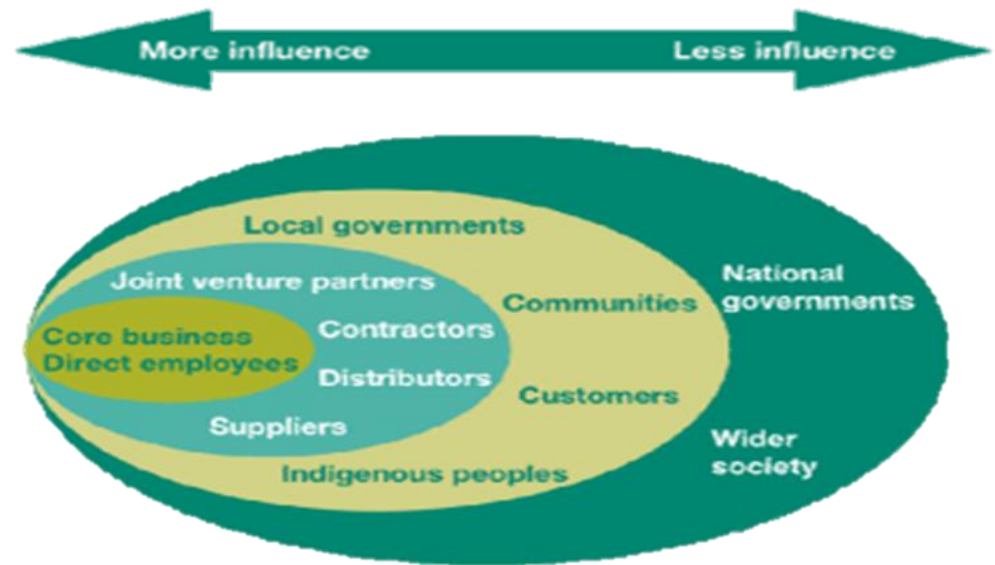 More influence
Less influence
Local governments
Joint venture partners
Core business
Direct employees
Contractors
Distributors
Suppliers
Communities
Customers
Indigenous peoples
National
governments
Wider
society